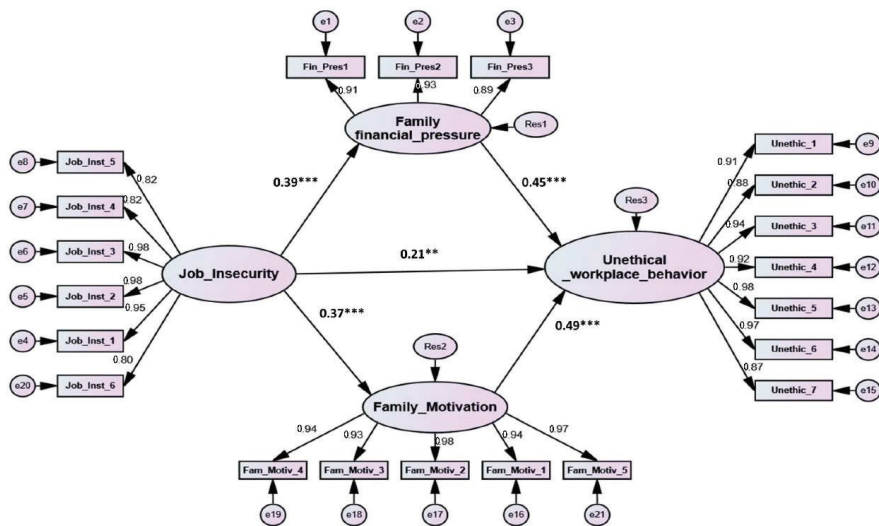 e1
e2
e3
Fin_Pres1
Fin_Pres2
Fin_Pres3
0.91
0.93
0.89
Family
financial_pressure
Res1
e8
Job_Inst_5
0.82
e7
Job_Inst_4
0.82
e6
Job_Inst_3
0.98
e5
Job_Inst_2
0.98
e4
Job_Inst_1
0.95
e20
Job_Inst_6
0.80
Job_Insecurity
0.39***
0.45***
0.21**
0.37***
0.49***
Res3
Unethical
_workplace_behavior
0.91
Unethic_1
e9
0.88
Unethic_2
e10
0.94
Unethic_3
e11
0.92
Unethic_4
e12
0.98
Unethic_5
e13
0.97
Unethic_6
e14
0.87
Unethic_7
e15
Res2
Family_Motivation
0.94
0.93
0.98
0.94
0.97
Fam_Motiv_4
Fam_Motiv_3
Fam_Motiv_2
Fam_Motiv_1
Fam_Motiv_5
e19
e18
e17
e16
e21